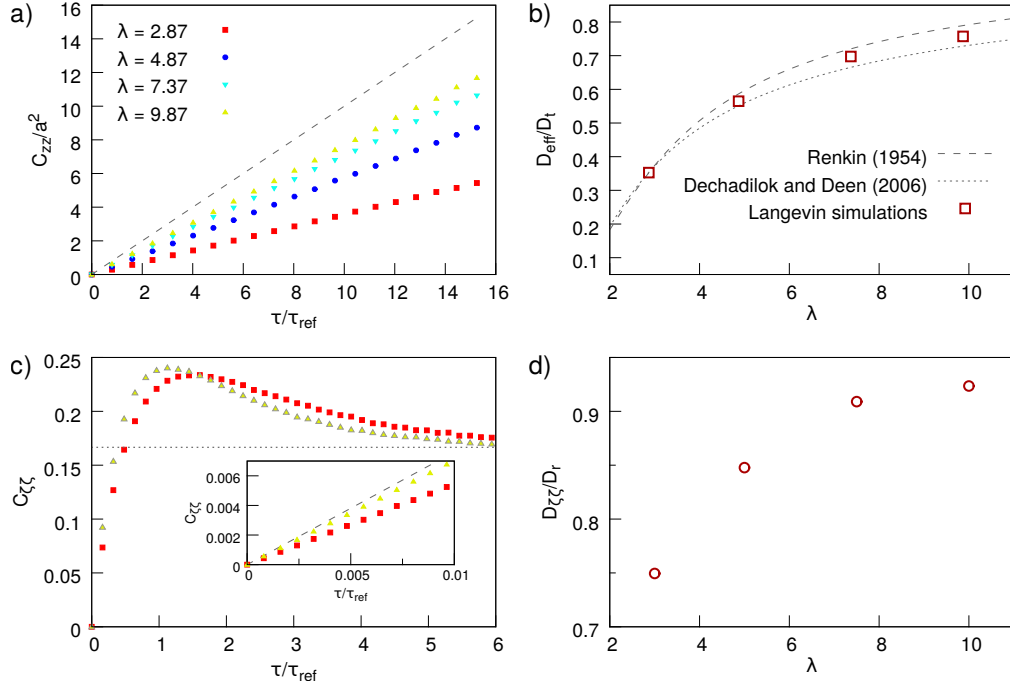 a)
C_zz/a²
16
14
12
10
8
6
4
2
0
λ = 2.87
λ = 4.87
λ = 7.37
λ = 9.87
0 2 4 6 8 10 12 14 16
τ/τ_ref
b)
D_eff/D_t
0.8
0.7
0.6
0.5
0.4
0.3
0.2
0.1
Renkin (1954)
Dechadilok and Deen (2006)
Langevin simulations
2 4 6 8 10
λ
c)
C_ζζ
0.25
0.2
0.15
0.1
0.05
0
C_ζζ
0.006
0.004
0.002
0
0.005 0.01
τ/τ_ref
0 1 2 3 4 5 6
τ/τ_ref
d)
D_ζζ/D_r
0.9
0.8
0.7
2 4 6 8 10
λ